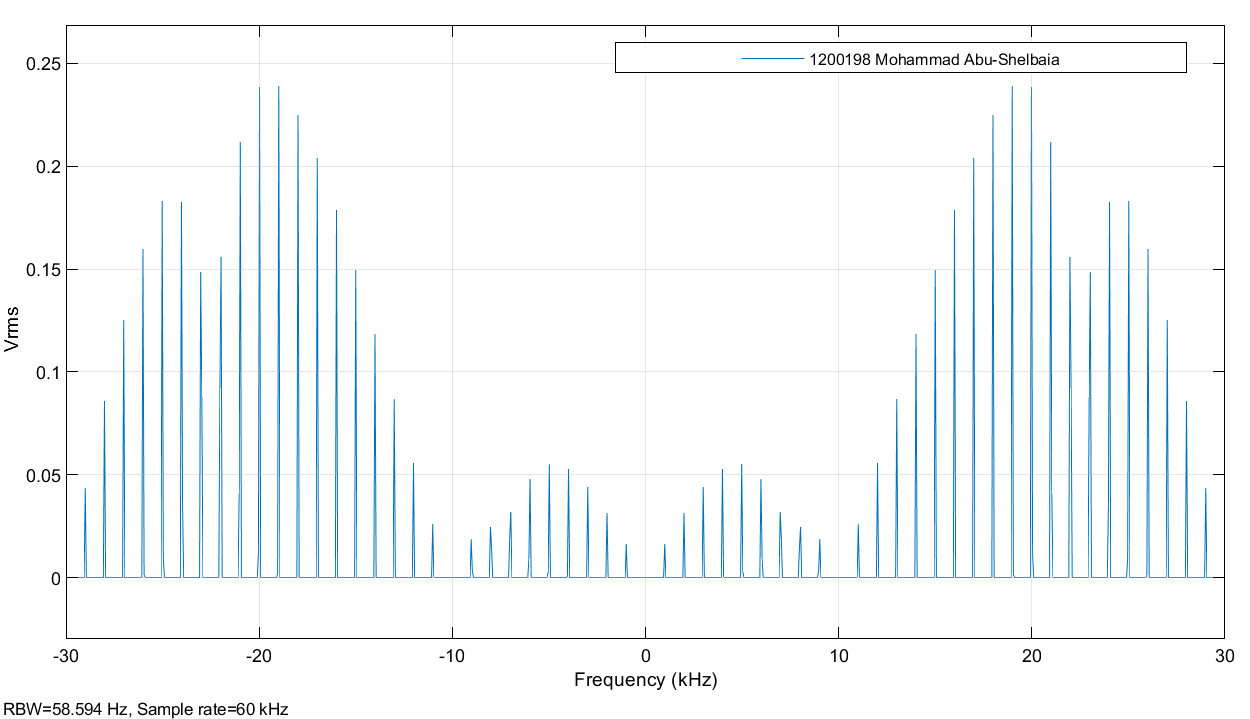 1200198 Mohammad Abu-Shelbaia
0.25
0.2
0.15
0.1
0.05
0
Vrms
-30 -20 -10 0 10 20 30
Frequency (kHz)
RBW=58.594 Hz, Sample rate=60 kHz